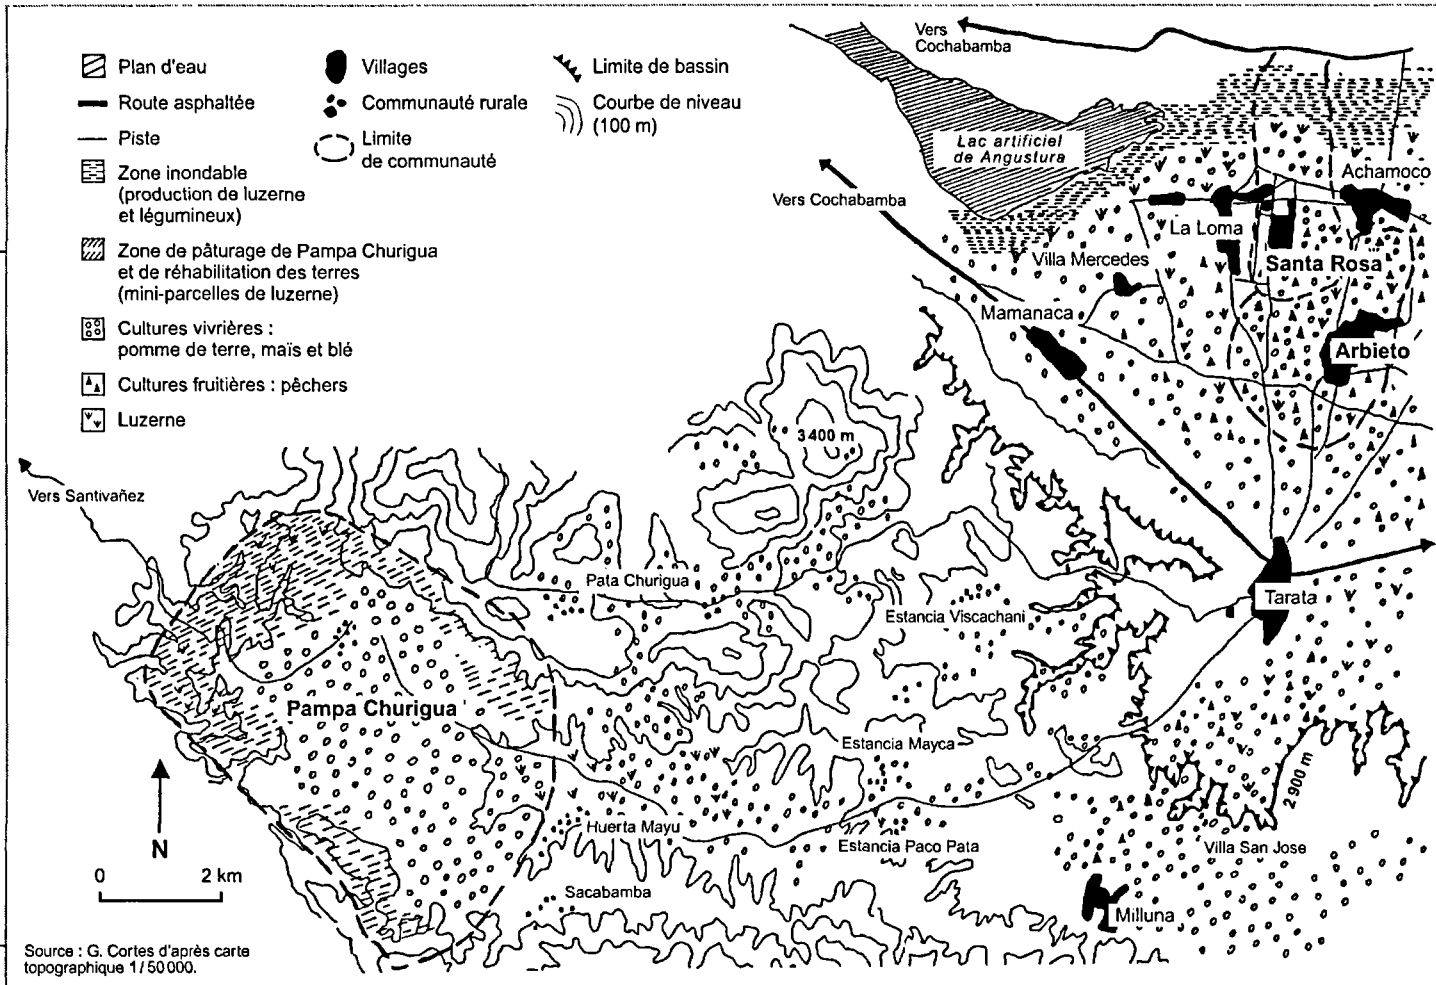 Plan d'eau
Route asphaltée
Piste
Zone inondable
(production de luzerne
et légumineux)
Zone de pâturage de Pampa Churigua
et de réhabilitation des terres
(mini-parcelles de luzerne)
Cultures vivrières :
pomme de terre, maïs et blé
Cultures fruitières : pêchers
Luzerne
Villages
Communauté rurale
Limite
de communauté
Limite de bassin
Courbe de niveau
(100 m)
Vers
Cochabamba
Lac artificiel
de Angustura
Vers Cochabamba
Achamoco
La Loma
Santa Rosa
Villa Mercedes
Mamanaca
Arbieto
3400 m
Vers Santivañez
Pata Churigua
Estancia Viscachani
Tarata
Pampa Churigua
Estancia Mayca
2 900 m
Huerta Mayu
Estancia Paco Pata
Villa San Jose
Sacabamba
Milluna
N
0 2 km
Source : G. Cortes d'après carte
topographique 1/50000.